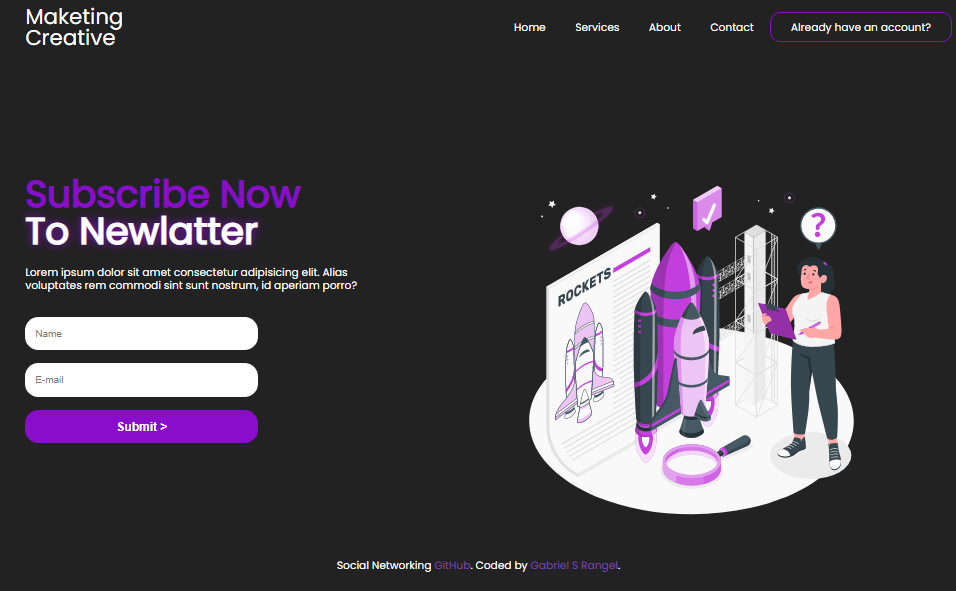 Maketing
Creative
Home Services About Contact Already have an account?
Subscribe Now
To Newlatter
Lorem ipsum dolor sit amet consectetur adipisicing elit. Alias
voluptates rem commodi sint sunt nostrum, id aperiam porro?
Name
E-mail
Submit >
ROCKETS
?
Social Networking GitHub. Coded by Gabriel S Rangel.